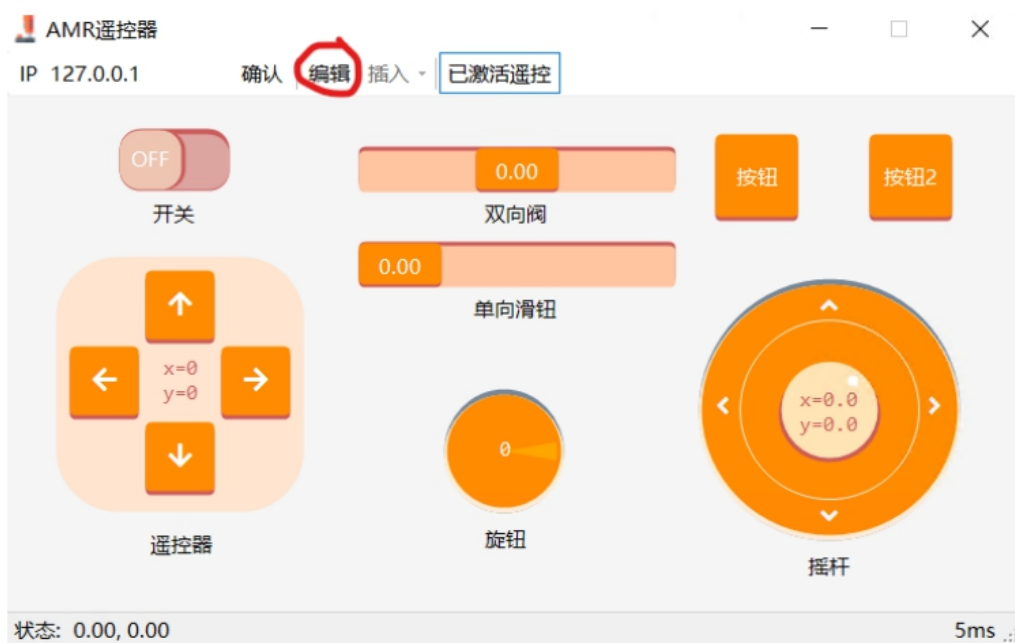 AMR遥控器
IP 127.0.0.1 确认 编辑 插入 已激活遥控
OFF
开关
0.00
双向阀
按钮
按钮2
0.00
单向滑钮
x=0
y=0
遥控器
0
旋钮
x=0.0
y=0.0
摇杆
状态: 0.00, 0.00
5ms